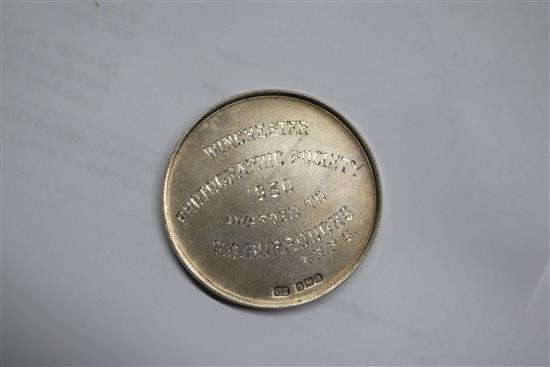 WINCHESTER
PHOTOGRAPHIC SOCIETY
1930
AWARDED TO
BURROUGHS